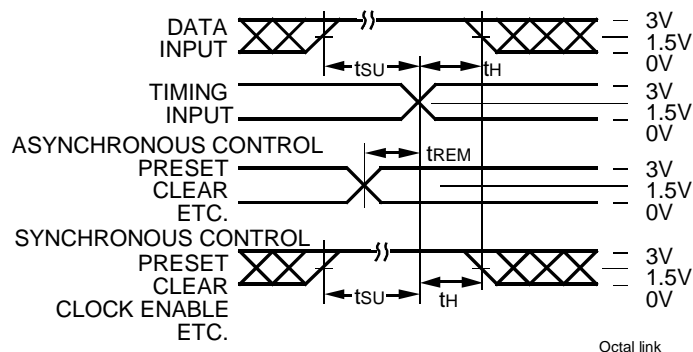 DATA
INPUT
3V
1.5V
0V
tSU
tH
TIMING
INPUT
3V
1.5V
0V
ASYNCHRONOUS CONTROL
PRESET
CLEAR
ETC.
tREM
3V
1.5V
0V
SYNCHRONOUS CONTROL
PRESET
CLEAR
CLOCK ENABLE
ETC.
3V
1.5V
0V
tSU
tH
Octal link